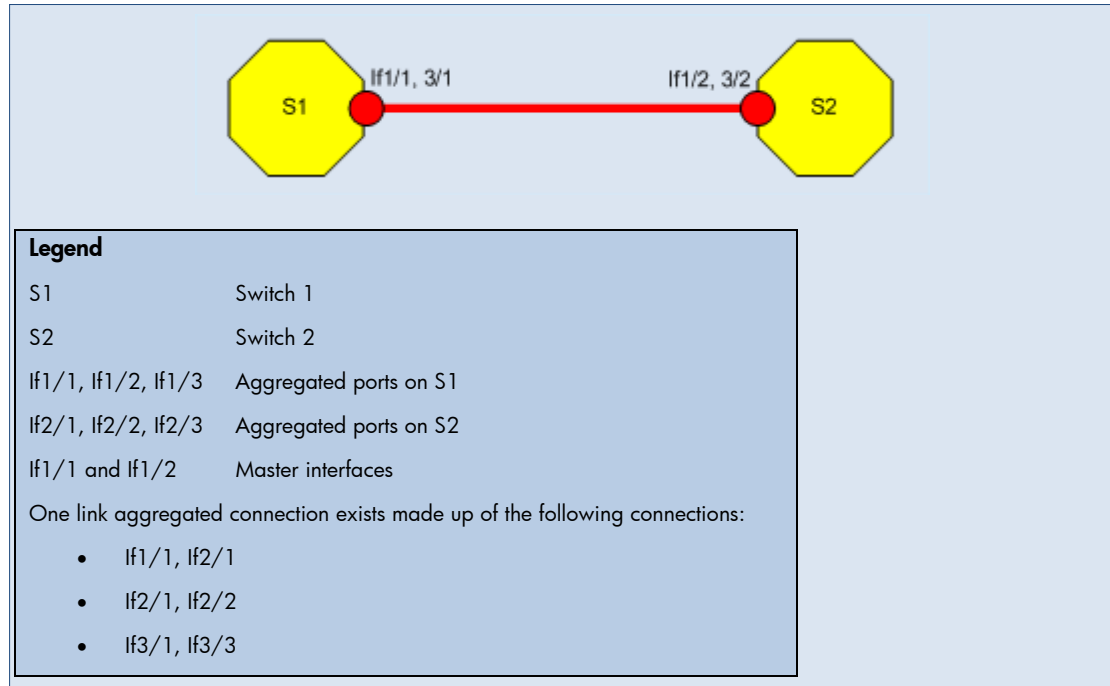 If1/1, 3/1 If1/2, 3/2
S1 S2
Legend
S1 Switch 1
S2 Switch 2
If1/1, If1/2, If1/3 Aggregated ports on S1
If2/1, If2/2, If2/3 Aggregated ports on S2
If1/1 and If1/2 Master interfaces
One link aggregated connection exists made up of the following connections:
• If1/1, If2/1
• If2/1, If2/2
• If3/1, If3/3